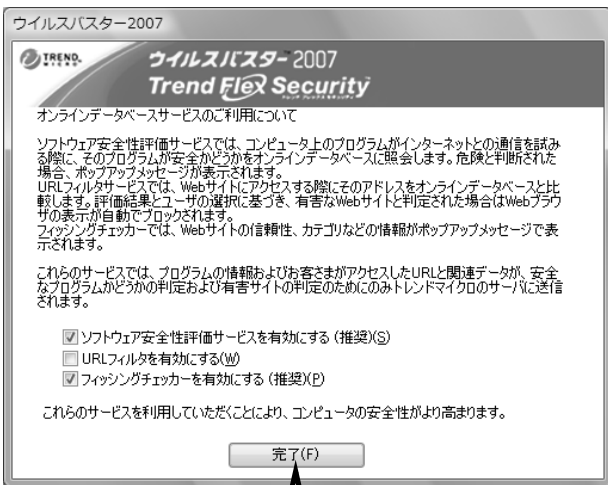 ウイルスバスター2007
TREND MICRO
ウイルスバスター™2007
Trend Flex Security
トレンド フレックス セキュリティ
オンラインデータベースサービスのご利用について
ソフトウェア安全性評価サービスでは、コンピュータ上のプログラムがインターネットとの通信を試み
る際に、そのプログラムが安全かどうかをオンラインデータベースに照会します。危険と判断された
場合、ポップアップメッセージが表示されます。
URLフィルタサービスでは、Webサイトにアクセスする際にそのアドレスをオンラインデータベースと比
較します。評価結果とユーザの選択に基づき、有害なWebサイトと判定された場合はWebブラウ
ザの表示が自動でブロックされます。
フィッシングチェッカーでは、Webサイトの信頼性、カテゴリなどの情報がポップアップメッセージで表
示されます。
これらのサービスでは、プログラムの情報およびお客さまがアクセスしたURLと関連データが、安全
なプログラムかどうかの判定および有害サイトの判定のためにのみトレンドマイクロのサーバに送信
されます。
ソフトウェア安全性評価サービスを有効にする (推奨)(S)
URLフィルタを有効にする(W)
フィッシングチェッカーを有効にする (推奨)(P)
これらのサービスを利用していただくことにより、コンピュータの安全性がより高まります。
完了(F)